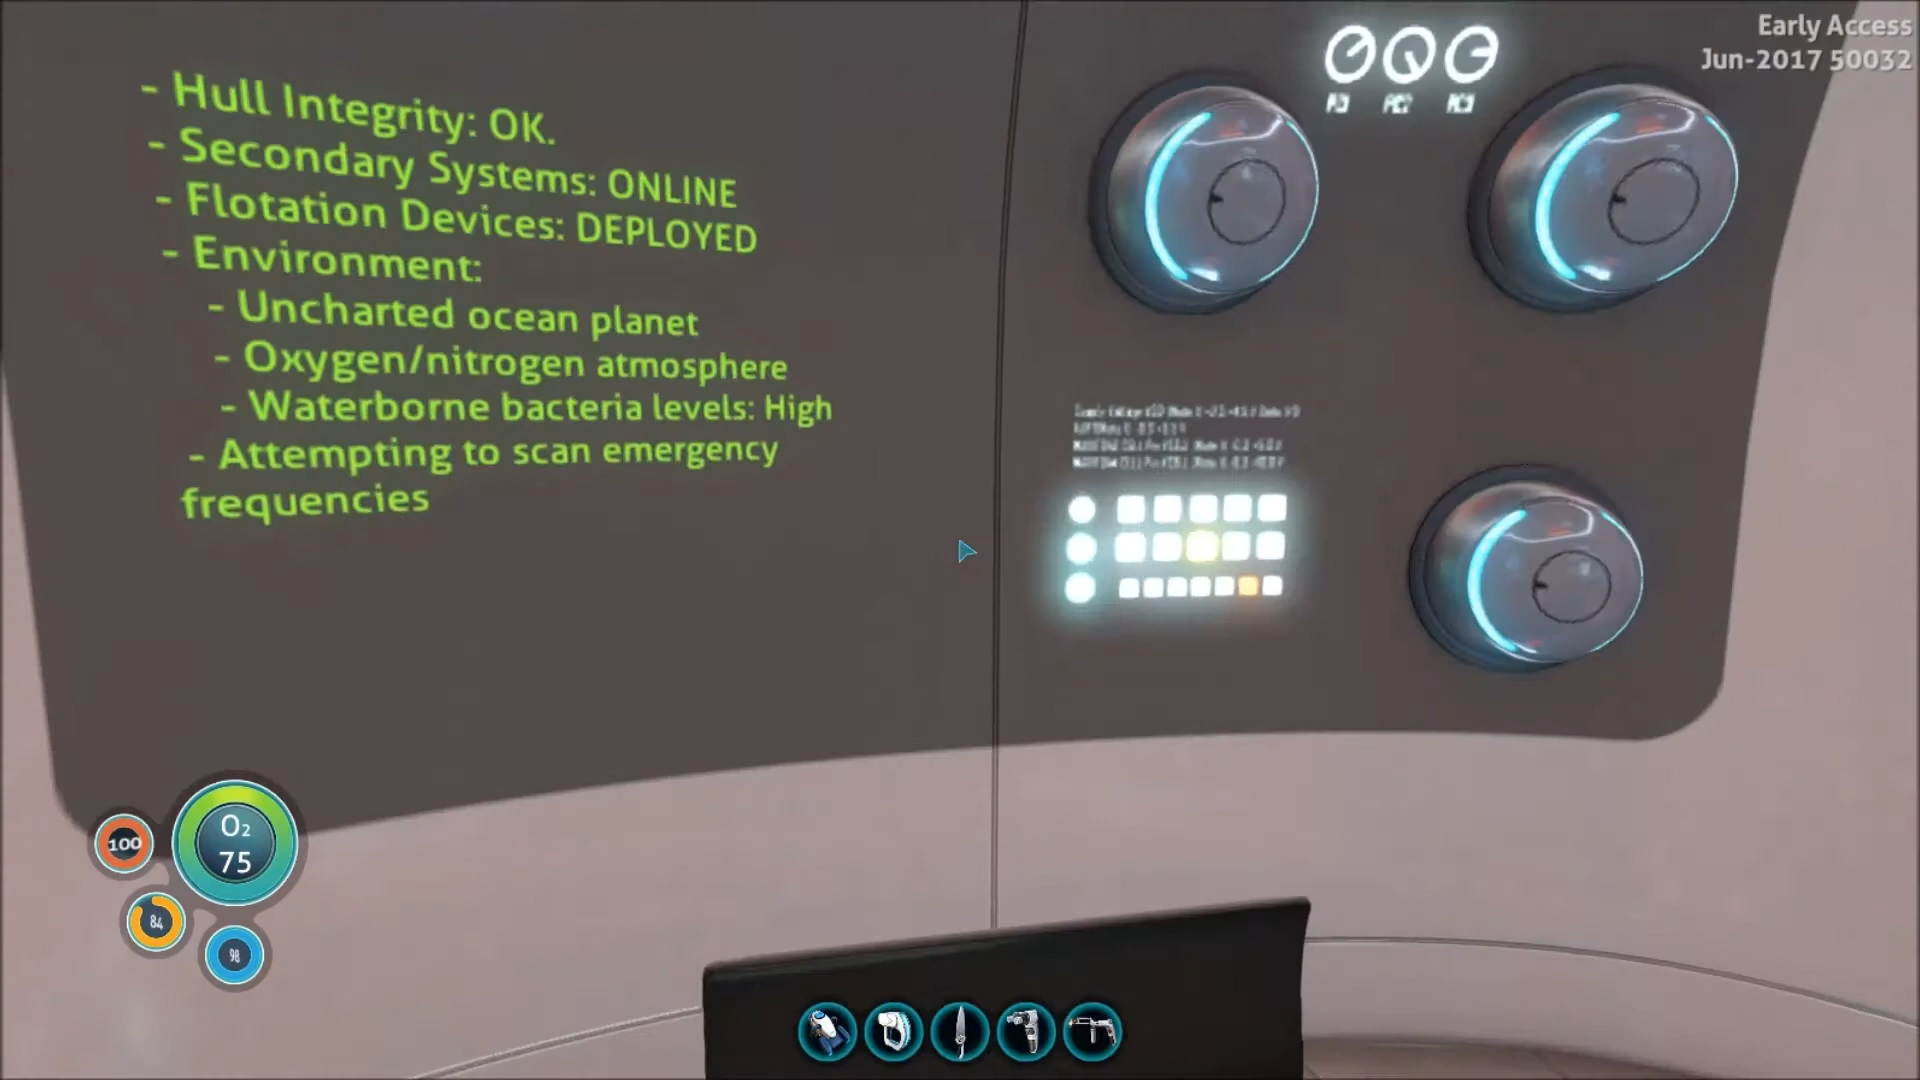 Early Access
Jun-2017 50032
- Hull Integrity: OK.
- Secondary Systems: ONLINE
- Flotation Devices: DEPLOYED
- Environment:
- Uncharted ocean planet
- Oxygen/nitrogen atmosphere
- Waterborne bacteria levels: High
- Attempting to scan emergency
frequencies
100
O₂
75
84
98